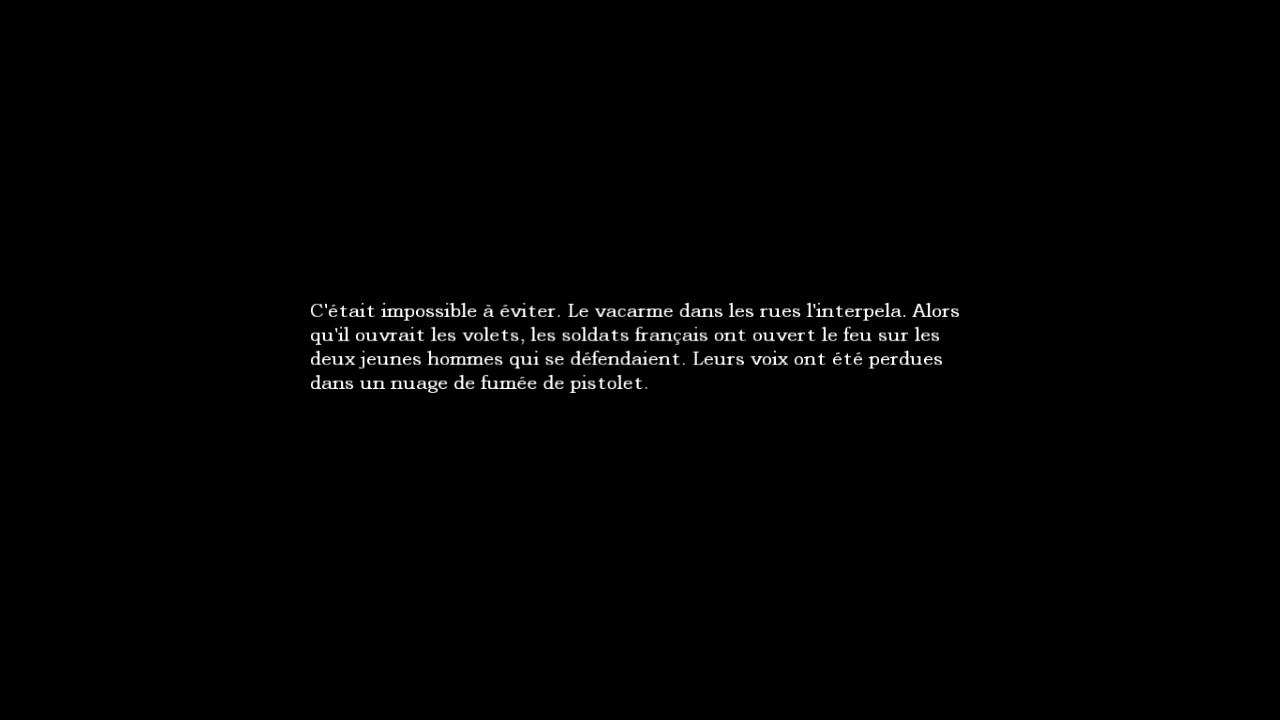 C'était impossible à éviter. Le vacarme dans les rues l'interpela. Alors
qu'il ouvrait les volets, les soldats français ont ouvert le feu sur les
deux jeunes hommes qui se défendaient. Leurs voix ont été perdues
dans un nuage de fumée de pistolet.